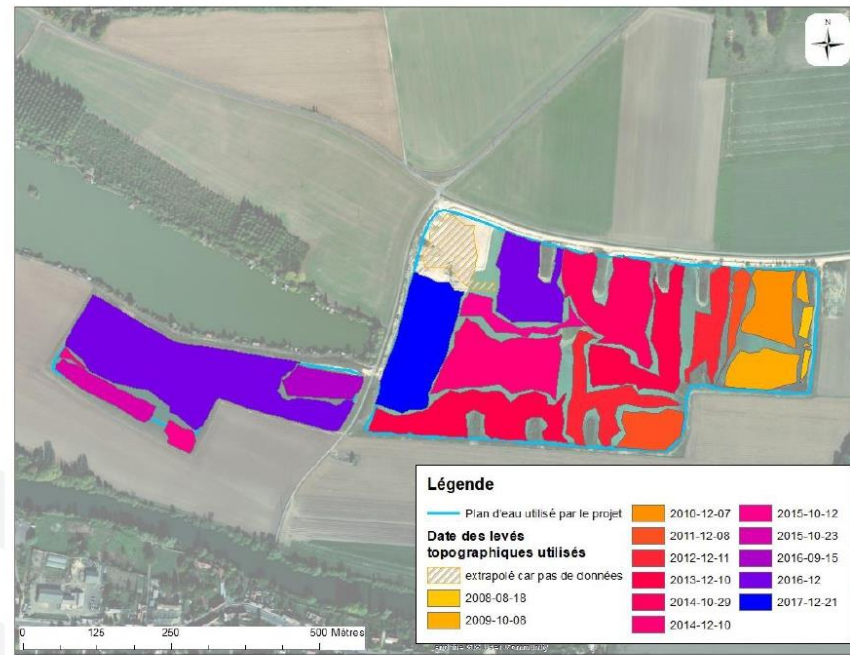 N
Légende
Plan d'eau utilisé par le projet
Date des levés
topographiques utilisés
extrapolé car pas de données
2008-08-18
2009-10-06
2010-12-07
2011-12-08
2012-12-11
2013-12-10
2014-10-29
2014-12-10
2015-10-12
2015-10-23
2016-09-15
2016-12
2017-12-21
0 125 250 500 Mètres
User Community